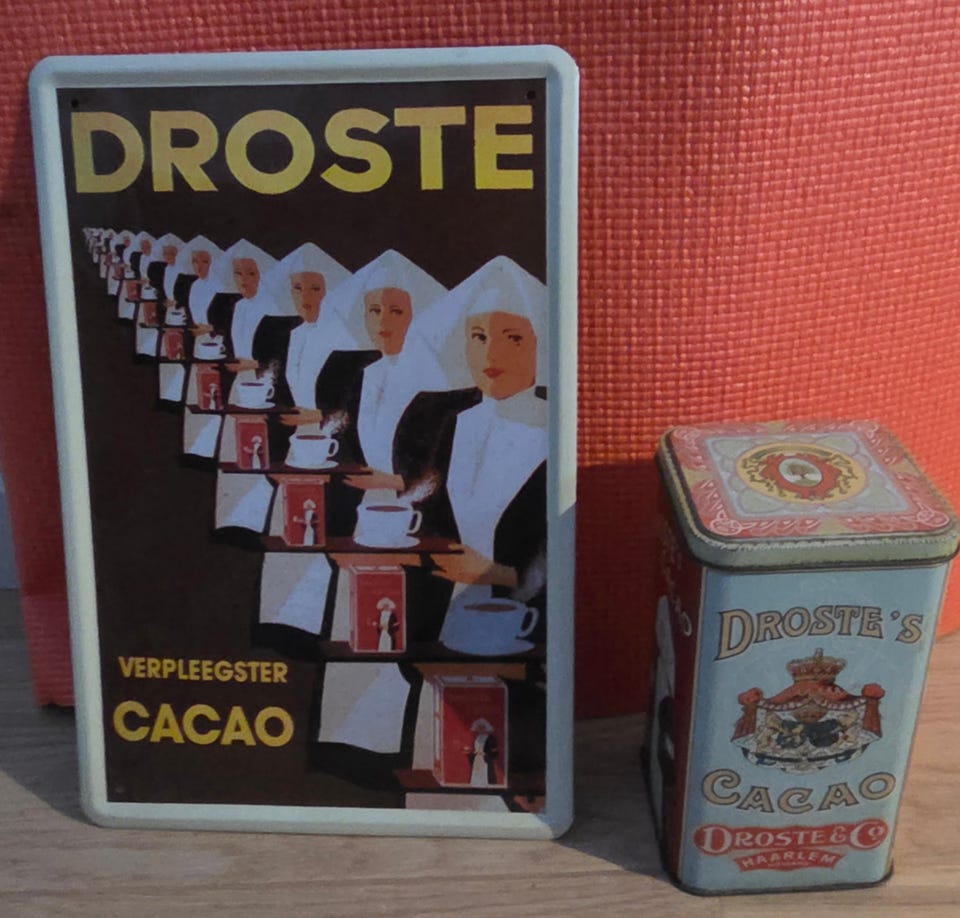 DROSTE
VERPLEEGSTER
CACAO
DROSTE'S
CACAO
DROSTE & Co
HAARLEM